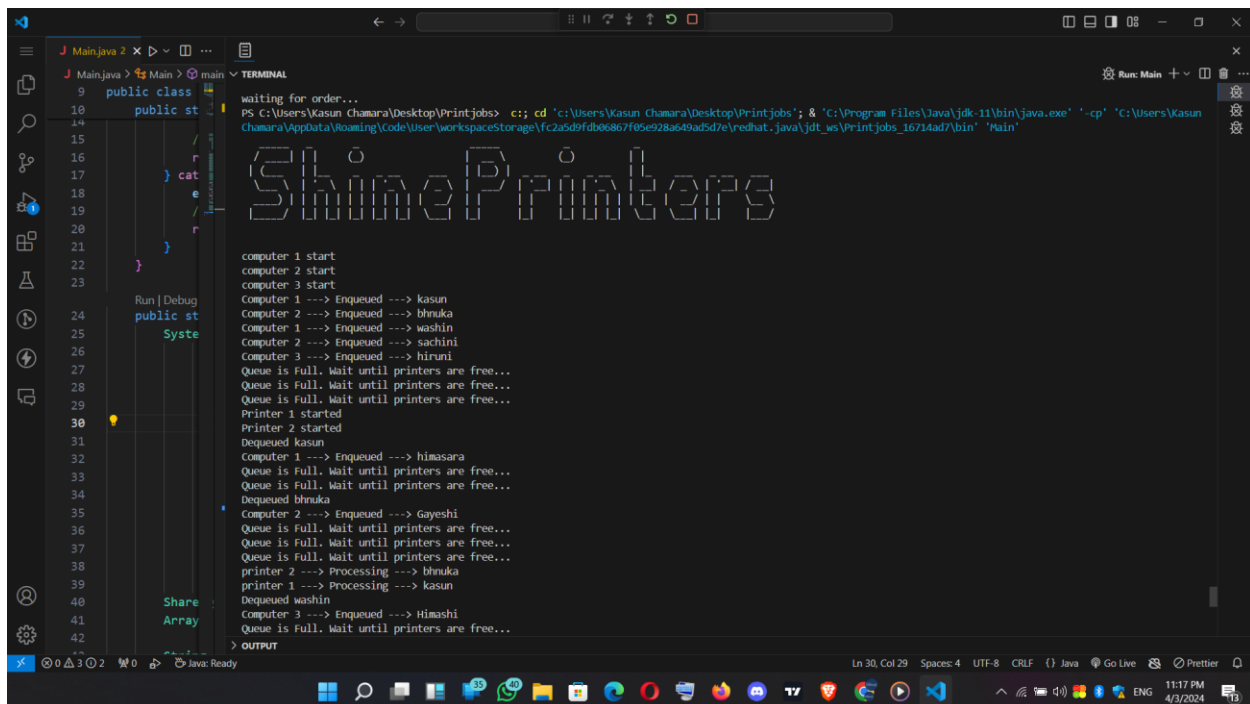 Main.java 2
Main.java > Main > main
9 public class
10 public st
14
15 /
16 r
17 } cat
18 e
19 /
20 r
21 }
22 }
23
Run | Debug
24 public st
25 Syste
26
27
28
29
30
31
32
33
34
35
36
37
38
39
40 Share
41 Array
42
TERMINAL
Run: Main
waiting for order...
PS C:\Users\Kasun Chamara\Desktop\Printjobs> c:; cd 'c:\Users\Kasun Chamara\Desktop\Printjobs'; & 'C:\Program Files\Java\jdk-11\bin\java.exe' '-cp' 'C:\Users\Kasun
Chamara\AppData\Roaming\Code\User\workspaceStorage\fc2a5d9fdb06867f05e928a649ad5d7e\redhat.java\jdt_ws\Printjobs_16714ad7\bin' 'Main'
ShinePrinters
computer 1 start
computer 2 start
computer 3 start
Computer 1 ---> Enqueued ---> kasun
Computer 2 ---> Enqueued ---> bhnuka
Computer 1 ---> Enqueued ---> washin
Computer 2 ---> Enqueued ---> sachini
Computer 3 ---> Enqueued ---> hiruni
Queue is Full. Wait until printers are free...
Queue is Full. Wait until printers are free...
Queue is Full. Wait until printers are free...
Printer 1 started
Printer 2 started
Dequeued kasun
Computer 1 ---> Enqueued ---> himasara
Queue is Full. Wait until printers are free...
Queue is Full. Wait until printers are free...
Dequeued bhnuka
Computer 2 ---> Enqueued ---> Gayeshi
Queue is Full. Wait until printers are free...
Queue is Full. Wait until printers are free...
Queue is Full. Wait until printers are free...
printer 2 ---> Processing ---> bhnuka
printer 1 ---> Processing ---> kasun
Dequeued washin
Computer 3 ---> Enqueued ---> Himashi
Queue is Full. Wait until printers are free...
OUTPUT
0 3 2 0 Java: Ready
Ln 30, Col 29 Spaces: 4 UTF-8 CRLF {} Java Go Live Prettier
35 40 ENG 11:17 PM
4/3/2024 13